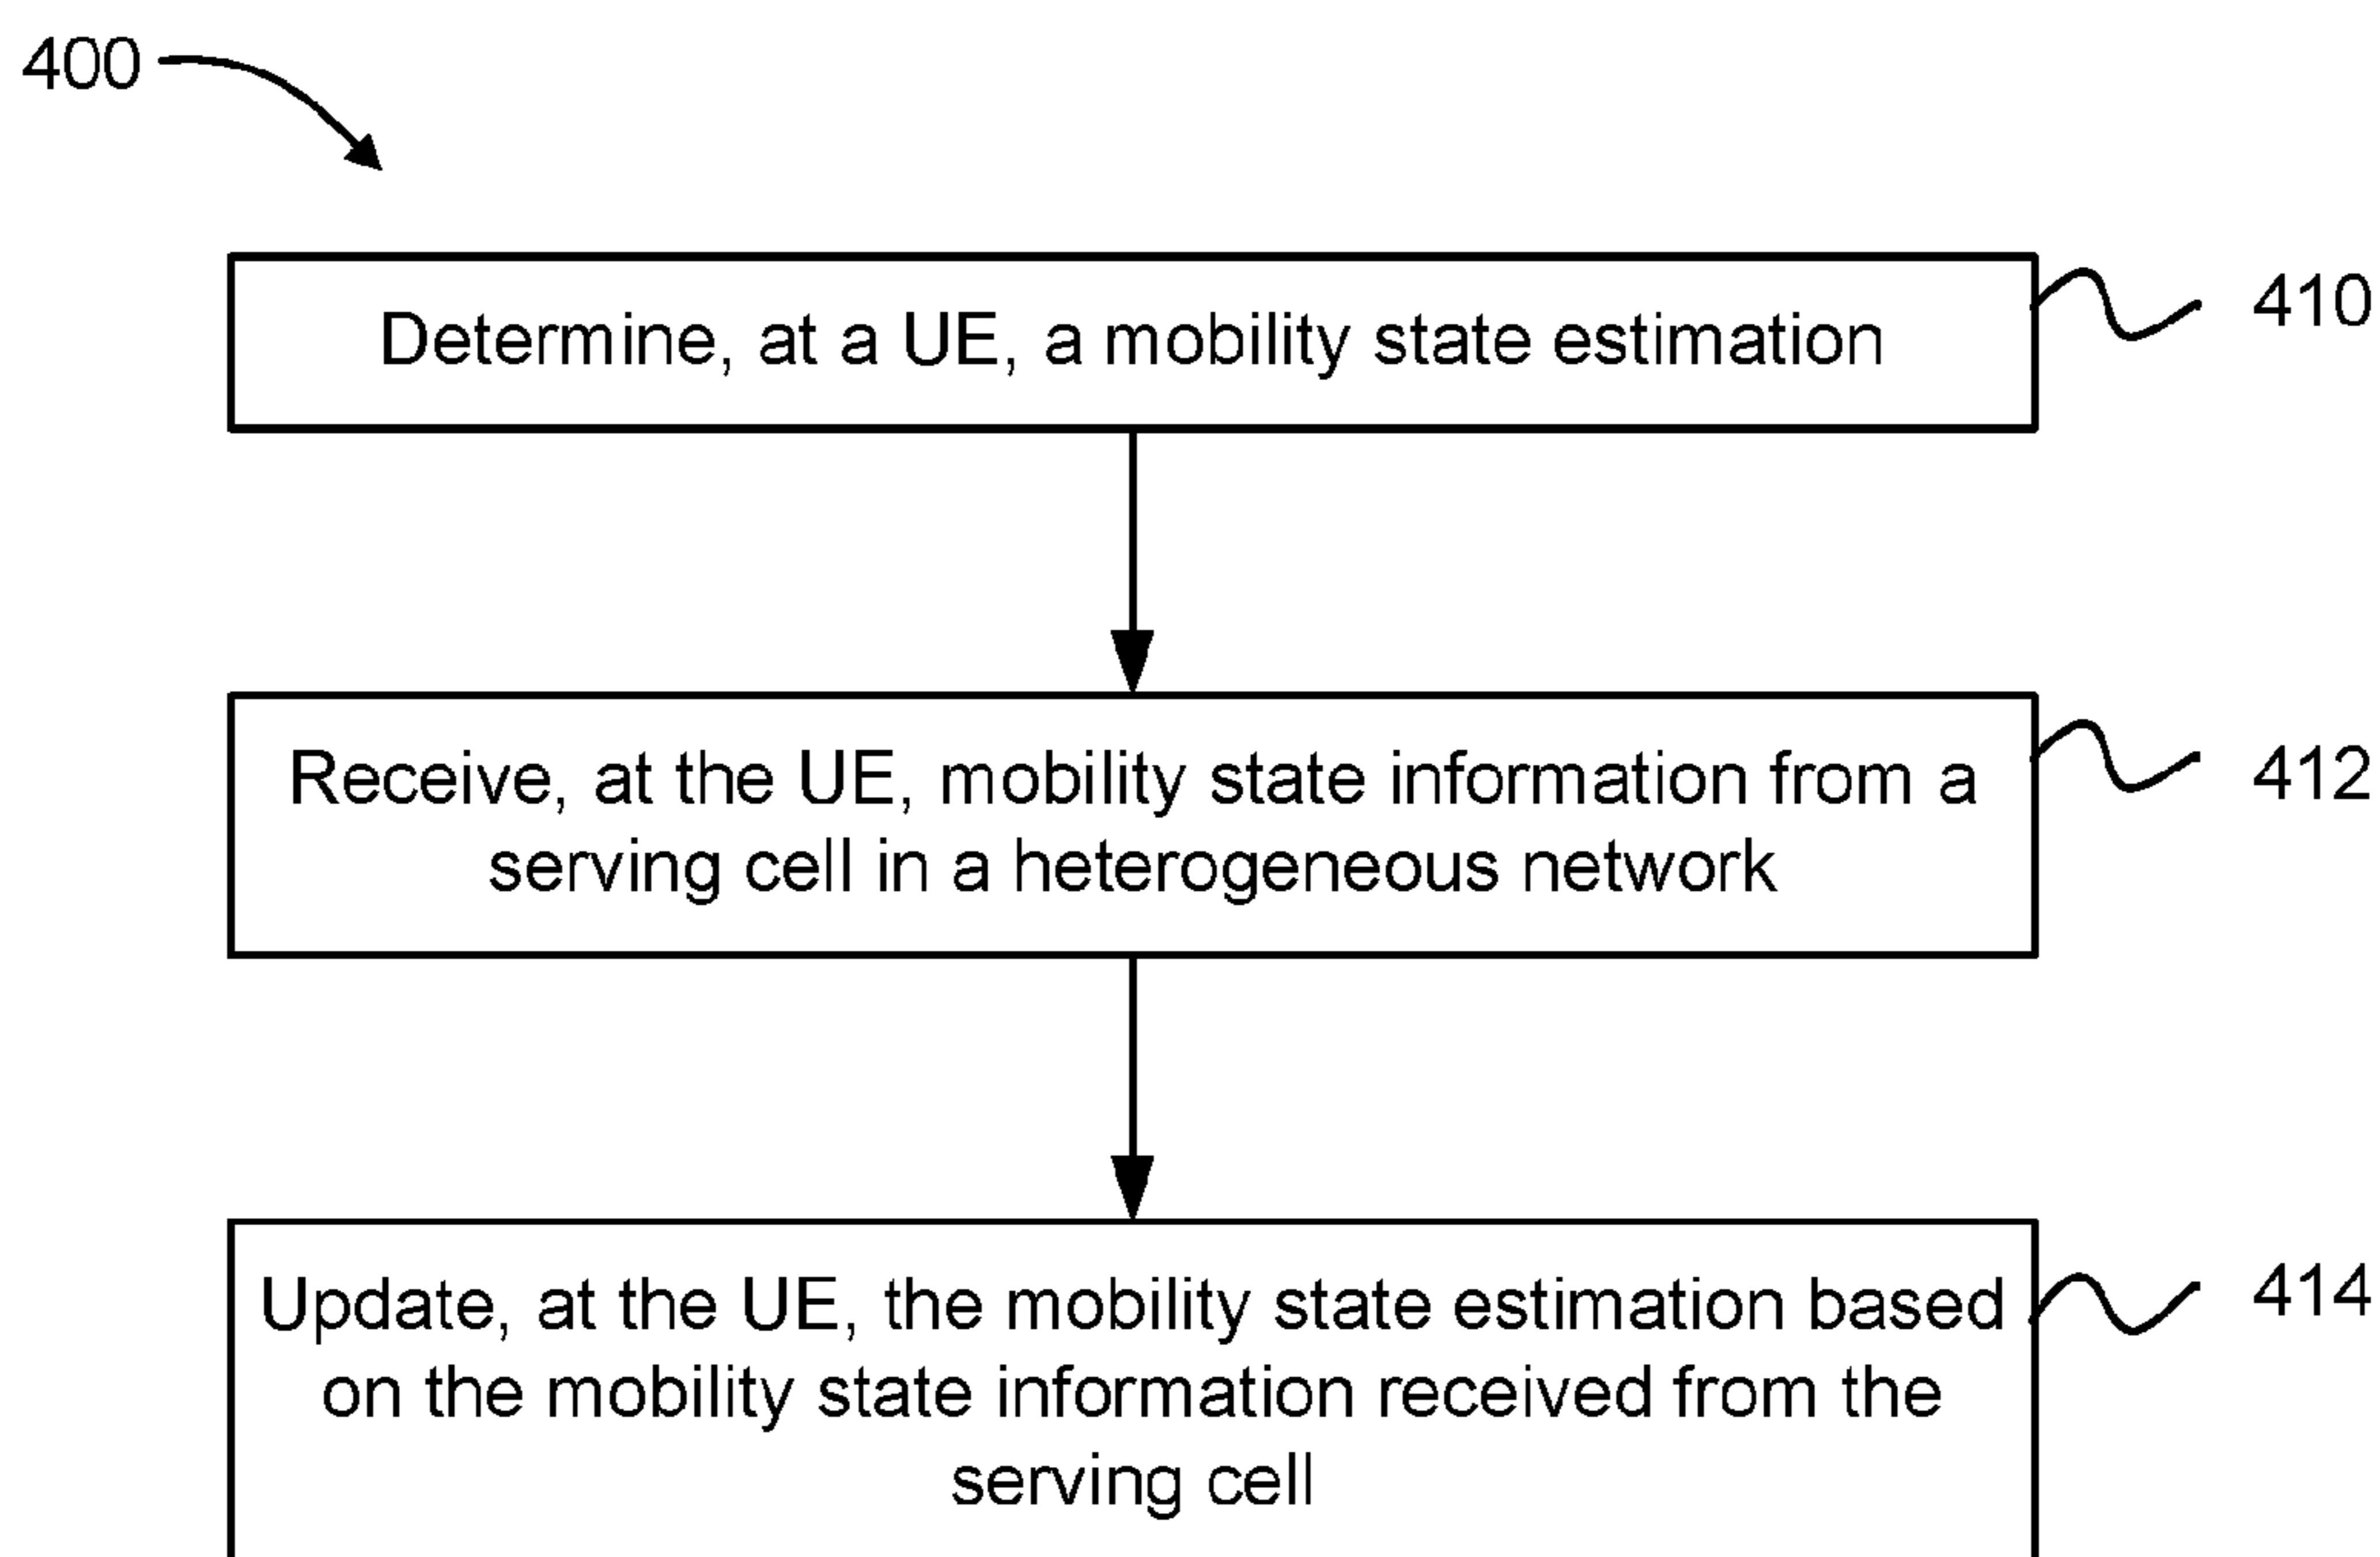 400
Determine, at a UE, a mobility state estimation
410
Receive, at the UE, mobility state information from a
serving cell in a heterogeneous network
412
Update, at the UE, the mobility state estimation based
on the mobility state information received from the
serving cell
414